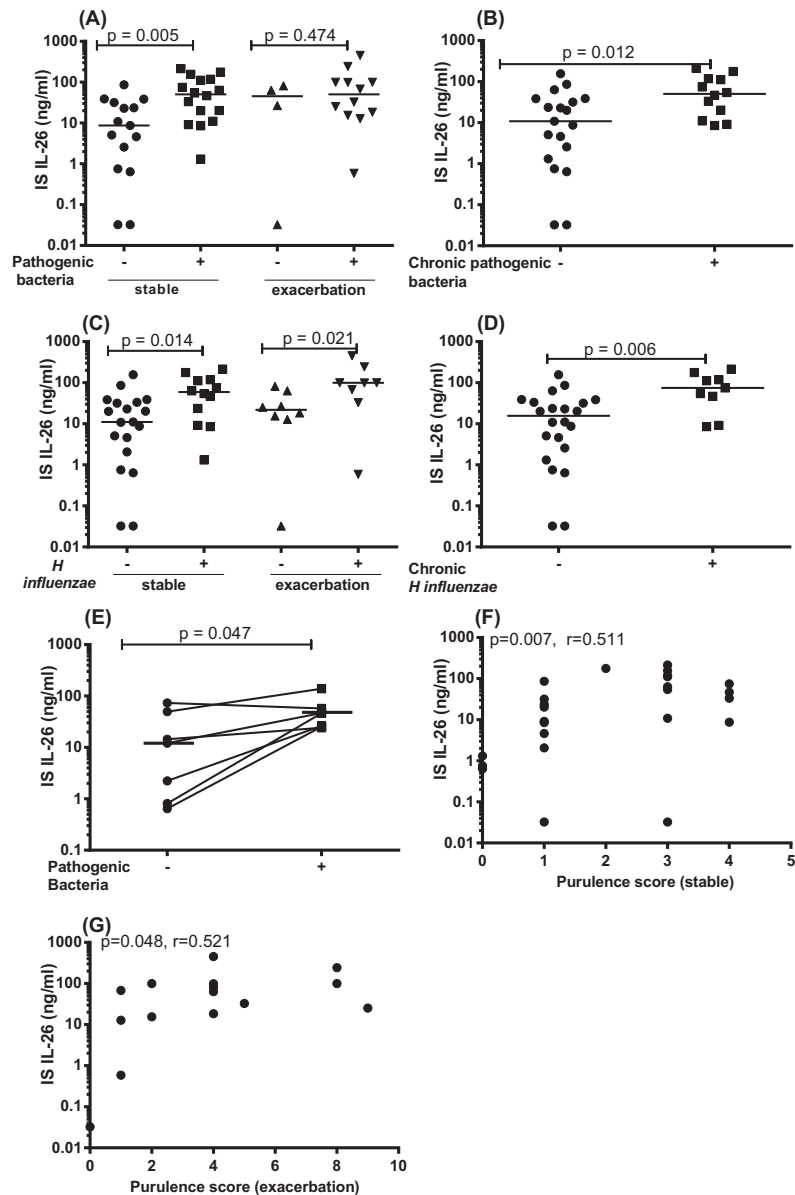 (A)
p = 0.005
p = 0.474
IS IL-26 (ng/ml)
1000
100
10
1
0.1
0.01
Pathogenic bacteria
-
+
-
+
stable
exacerbation
(B)
p = 0.012
IS IL-26 (ng/ml)
1000
100
10
1
0.1
0.01
Chronic pathogenic bacteria
-
+
(C)
p = 0.014
p = 0.021
IS IL-26 (ng/ml)
1000
100
10
1
0.1
0.01
H influenzae
-
+
-
+
stable
exacerbation
(D)
p = 0.006
IS IL-26 (ng/ml)
1000
100
10
1
0.1
0.01
Chronic
H influenzae
-
+
(E)
p = 0.047
IS IL-26 (ng/ml)
1000
100
10
1
0.1
Pathogenic
Bacteria
-
+
(F)
p=0.007, r=0.511
IS IL-26 (ng/ml)
1000
100
10
1
0.1
0.01
0 1 2 3 4 5
Purulence score (stable)
(G)
p=0.048, r=0.521
IS IL-26 (ng/ml)
1000
100
10
1
0.1
0.01
0 2 4 6 8 10
Purulence score (exacerbation)